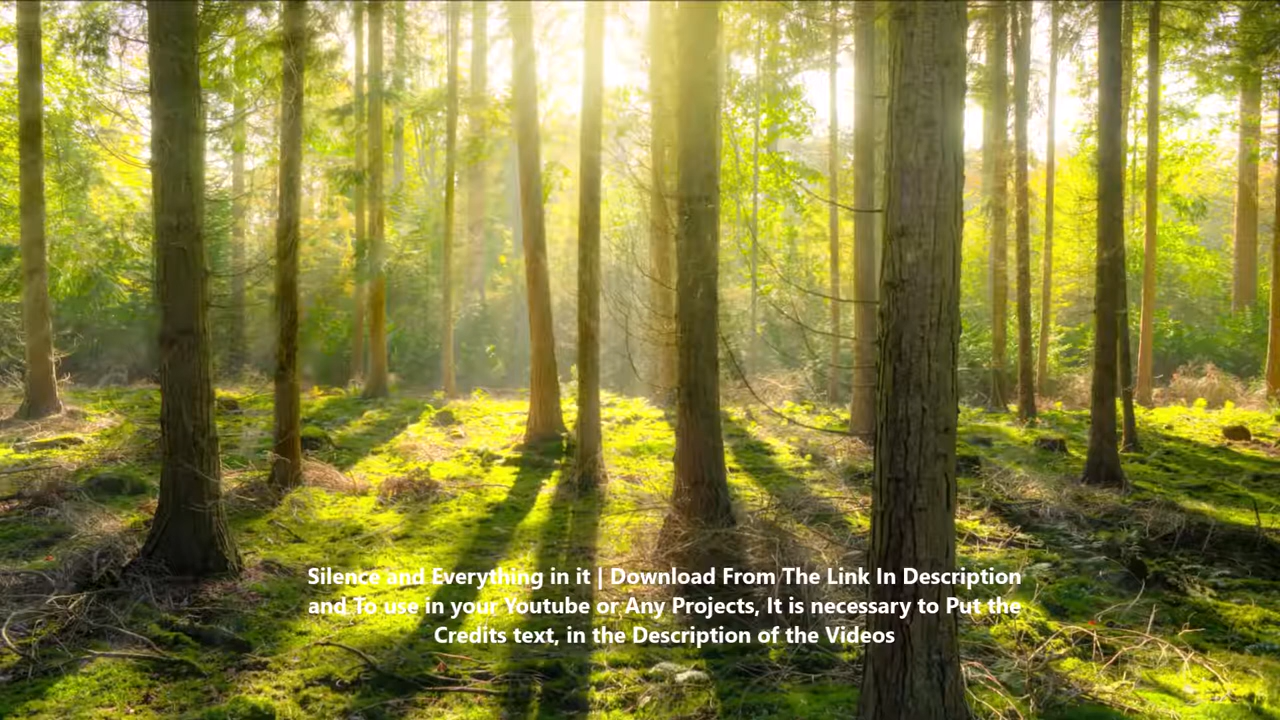 Silence and Everything in it | Download From The Link In Description
and To use in your Youtube or Any Projects, It is necessary to Put the
Credits text, in the Description of the Videos